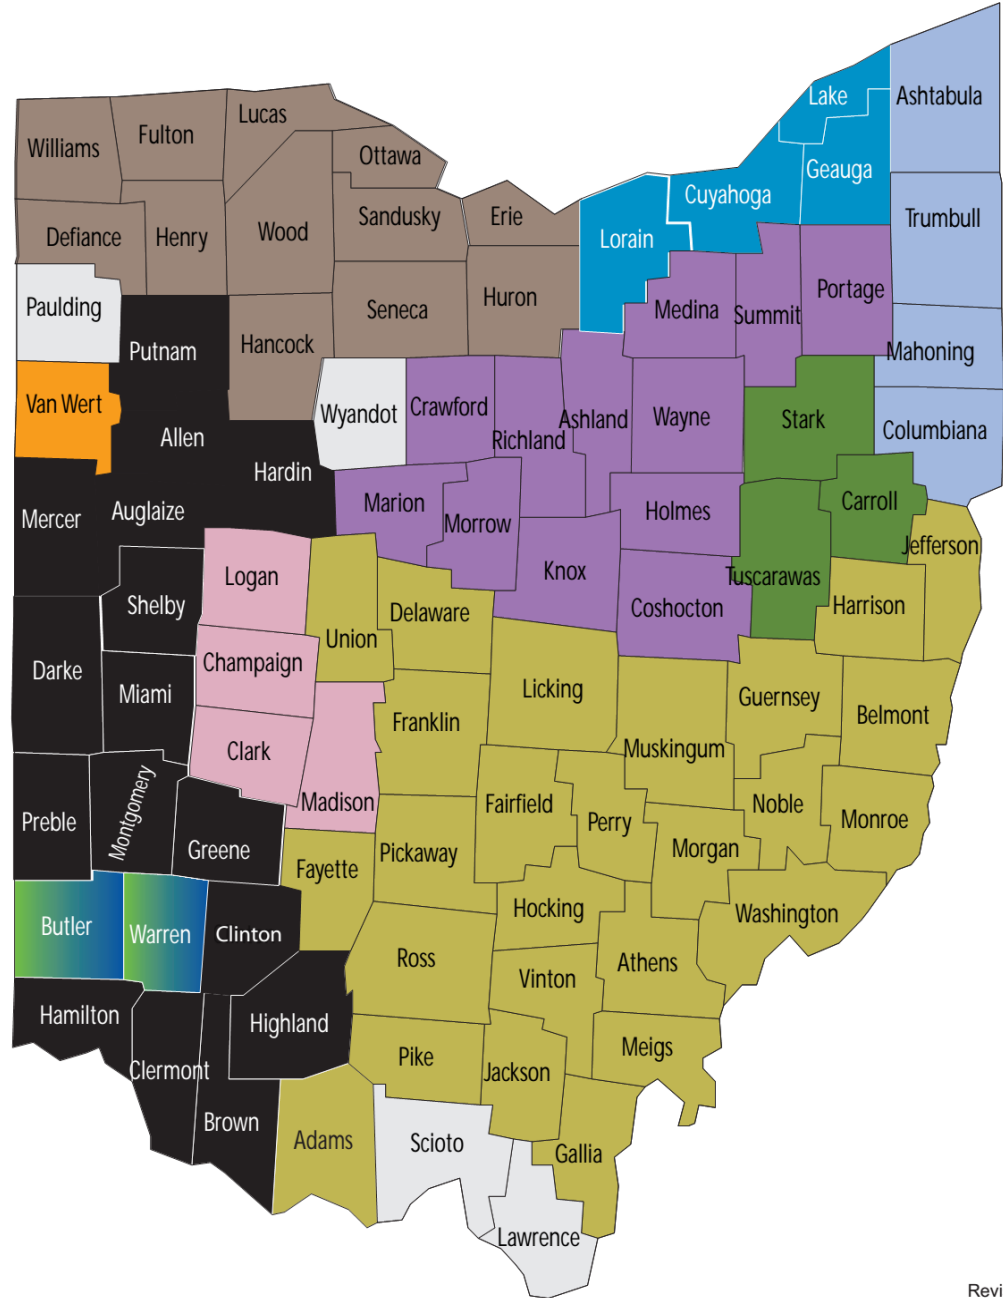 Lake
Ashtabula
Lucas
Fulton
Williams
Ottawa
Geauga
Cuyahoga
Sandusky
Erie
Trumbull
Wood
Defiance
Henry
Lorain
Portage
Huron
Paulding
Seneca
Medina
Summit
Hancock
Putnam
Mahoning
Van Wert
Crawford
Wyandot
Ashland
Wayne
Stark
Columbiana
Allen
Richland
Hardin
Marion
Carroll
Auglaize
Holmes
Mercer
Morrow
Jefferson
Knox
Logan
Tuscarawas
Shelby
Harrison
Coshocton
Delaware
Union
Champaign
Darke
Licking
Miami
Guernsey
Belmont
Franklin
Clark
Muskingum
Madison
Fairfield
Noble
Montgomery
Preble
Perry
Monroe
Greene
Morgan
Pickaway
Fayette
Hocking
Washington
Butler
Warren
Clinton
Ross
Athens
Vinton
Hamilton
Highland
Meigs
Pike
Clermont
Jackson
Brown
Adams
Scioto
Gallia
Lawrence
Revi